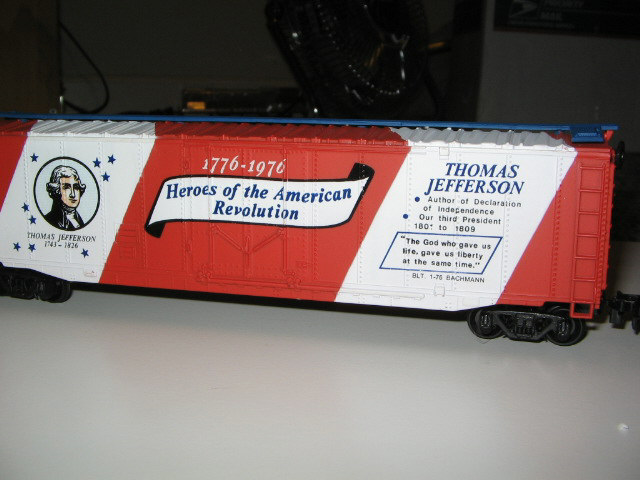 THOMAS JEFFERSON
1743 - 1826
1776-1976
Heroes of the American
Revolution
THOMAS
JEFFERSON
• Author of Declaration
of Independence
• Our third President
1801 to 1809
"The God who gave us
life, gave us liberty
at the same time."
BLT. 1-76 BACHMANN